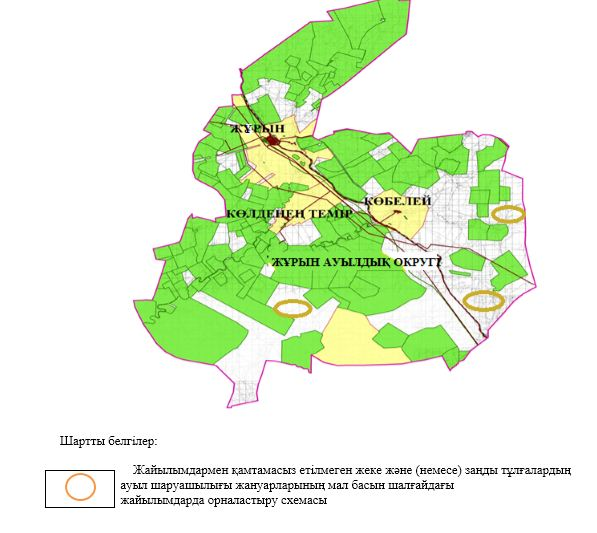 ЖҰРЫН
КӨБЕЛЕЙ
КӨЛДЕНЕҢ ТЕМІР
ЖҰРЫН АУЫЛДЫҚ ОКРУГІ
Шартты белгілер:
Жайылымдармен қамтамасыз етілмеген жеке және (немесе) заңды тұлғалардың
ауыл шаруашылығы жануарларының мал басын шалғайдағы
жайылымдарда орналастыру схемасы